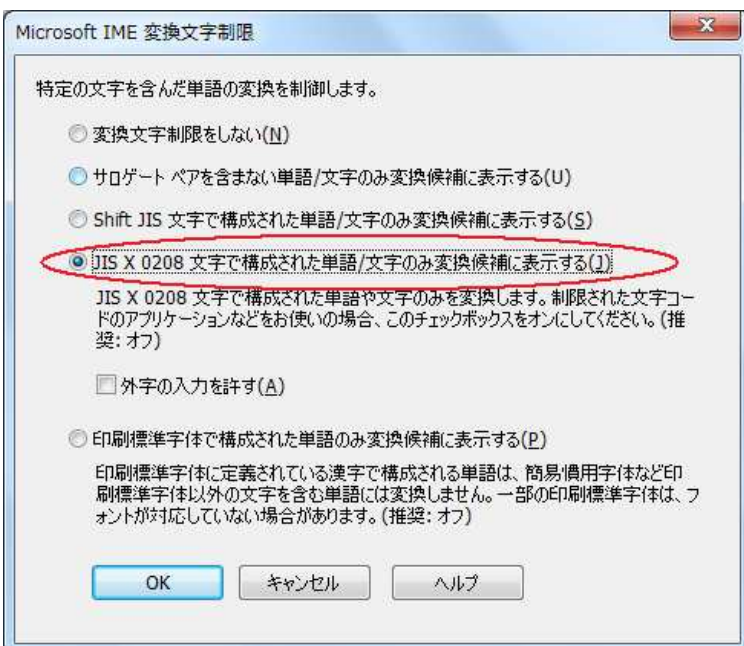 Microsoft IME 変換文字制限
特定の文字を含んだ単語の変換を制御します。
変換文字制限をしない(N)
サロゲート ペアを含まない単語/文字のみ変換候補に表示する(U)
Shift JIS 文字で構成された単語/文字のみ変換候補に表示する(S)
JIS X 0208 文字で構成された単語/文字のみ変換候補に表示する(J)
JIS X 0208 文字で構成された単語や文字のみを変換します。制限された文字コー
ドのアプリケーションなどをお使いの場合、このチェックボックスをオンにしてください。(推
奨: オフ)
外字の入力を許す(A)
印刷標準字体で構成された単語のみ変換候補に表示する(P)
印刷標準字体に定義されている漢字で構成される単語は、簡易慣用字体など印
刷標準字体以外の文字を含む単語には変換しません。一部の印刷標準字体は、フ
ォントが対応していない場合があります。(推奨: オフ)
OK キャンセル ヘルプ